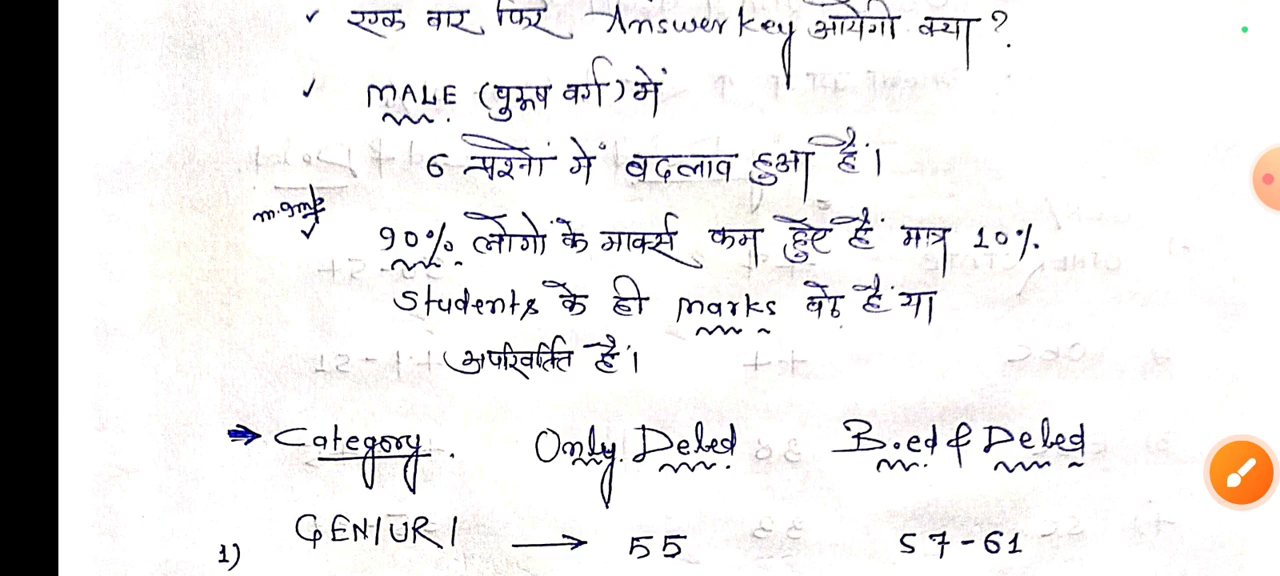 ✓ एक बार फिर Answer key आयेगी क्या ?
✓ MALE (पुरुष वर्ग) में
6 प्रश्नों में बदलाव हुआ है।
m.Imp
✓ 90% लोगों के मार्क्स कम हुए हैं मात्र 10%
Students के ही marks बढे हैं या
अपरिवर्तित है।
→ Category. Only Deled B.ed & Deled
1) GEN/UR / → 55 57-61